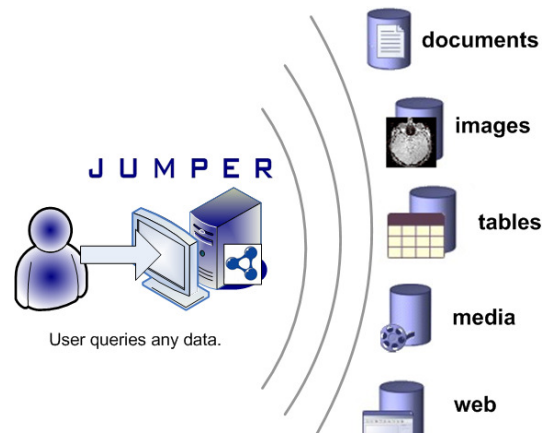 documents
images
JUMPER
tables
User queries any data.
media
web